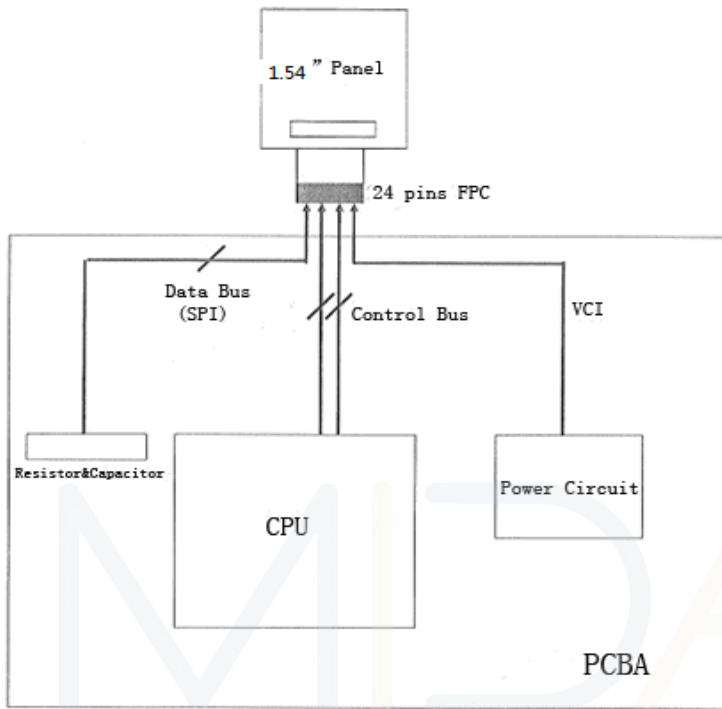 1.54 ” Panel
24 pins FPC
Data Bus
(SPI)
Control Bus
VCI
Resistor&Capacitor
CPU
Power Circuit
PCBA